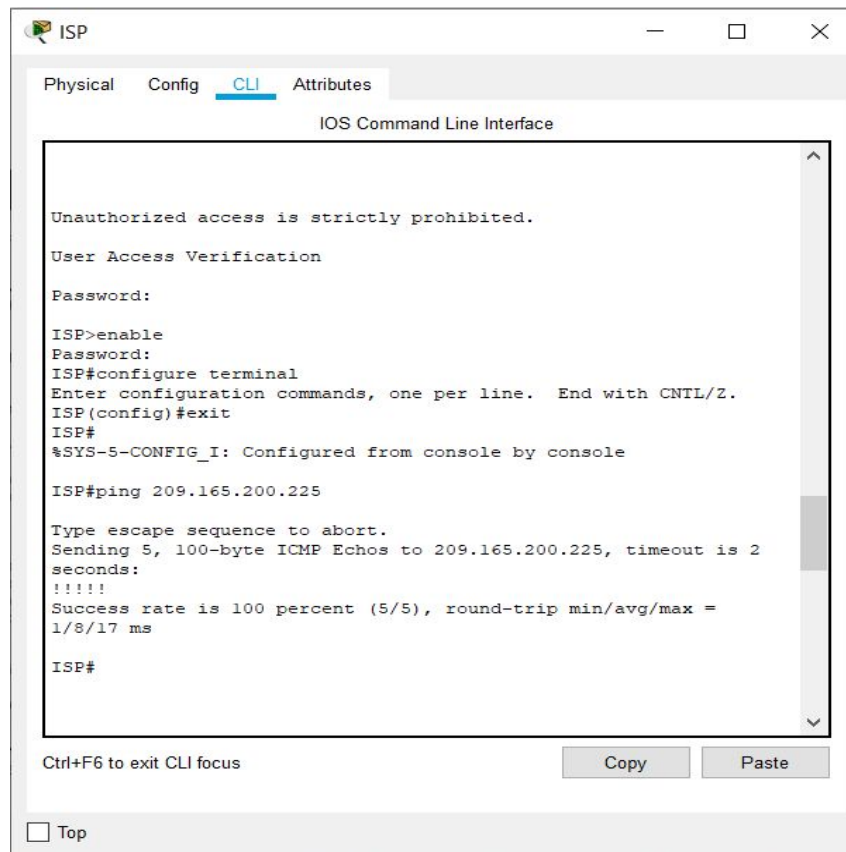 ISP
Physical Config CLI Attributes
IOS Command Line Interface
Unauthorized access is strictly prohibited.
User Access Verification
Password:
ISP>enable
Password:
ISP#configure terminal
Enter configuration commands, one per line.  End with CNTL/Z.
ISP(config)#exit
ISP#
%SYS-5-CONFIG_I: Configured from console by console
ISP#ping 209.165.200.225
Type escape sequence to abort.
Sending 5, 100-byte ICMP Echos to 209.165.200.225, timeout is 2
seconds:
!!!!!
Success rate is 100 percent (5/5), round-trip min/avg/max =
1/8/17 ms
ISP#
Ctrl+F6 to exit CLI focus
Copy Paste
Top